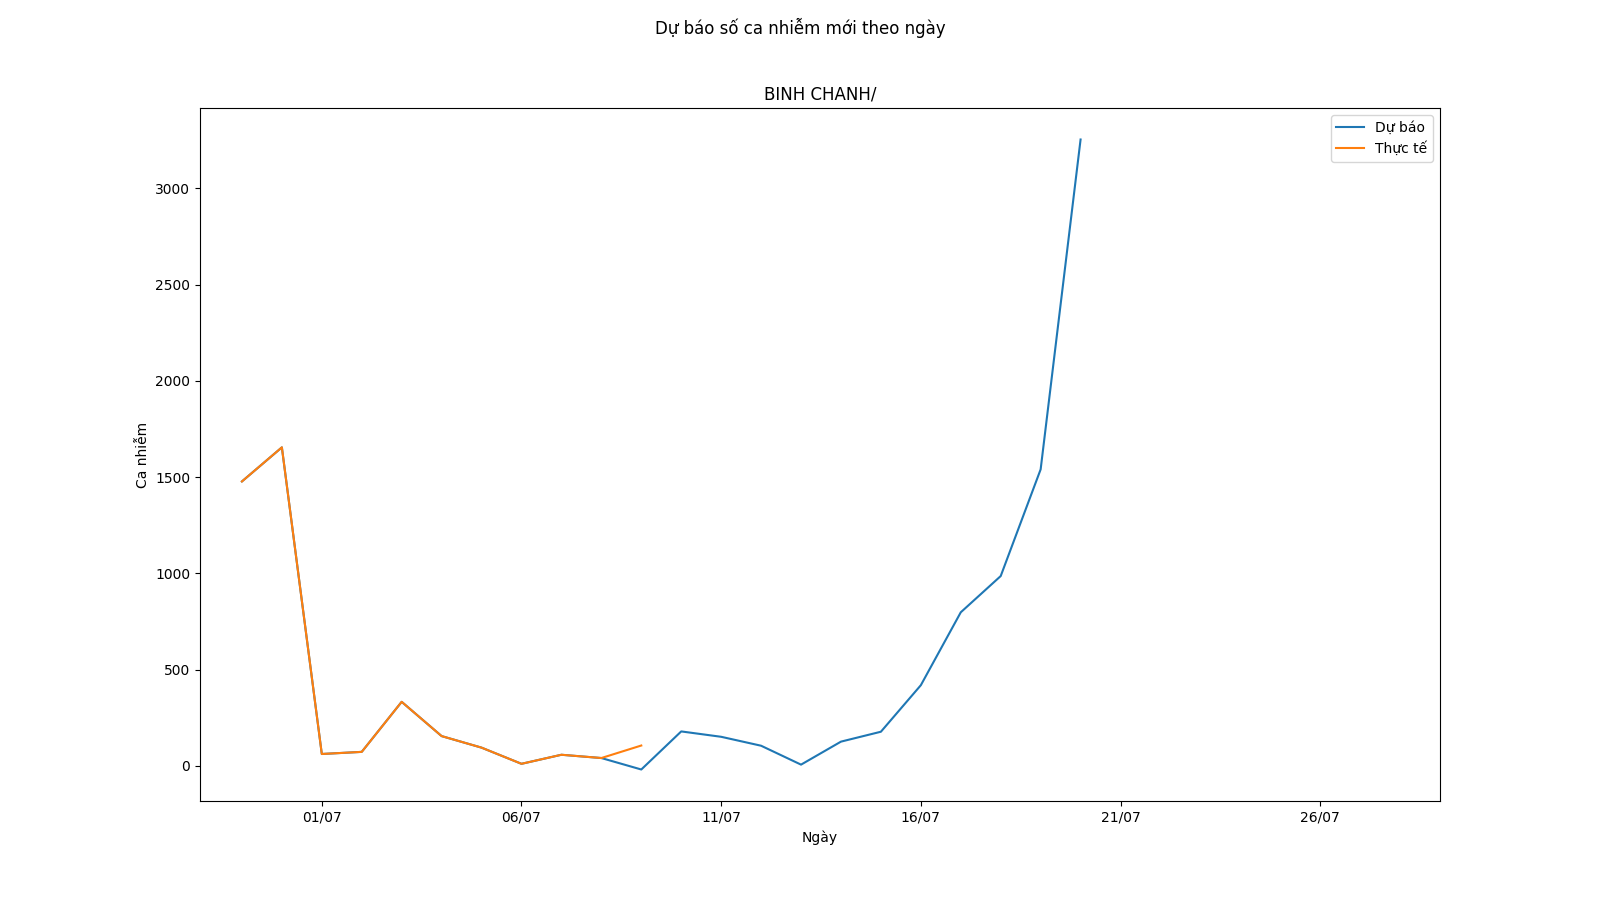 Dự báo số ca nhiễm mới theo ngày
BINH CHANH/
Dự báo
Thực tế
3000
2500
2000
1500
1000
500
0
Ca nhiễm
01/07
06/07
11/07
16/07
21/07
26/07
Ngày